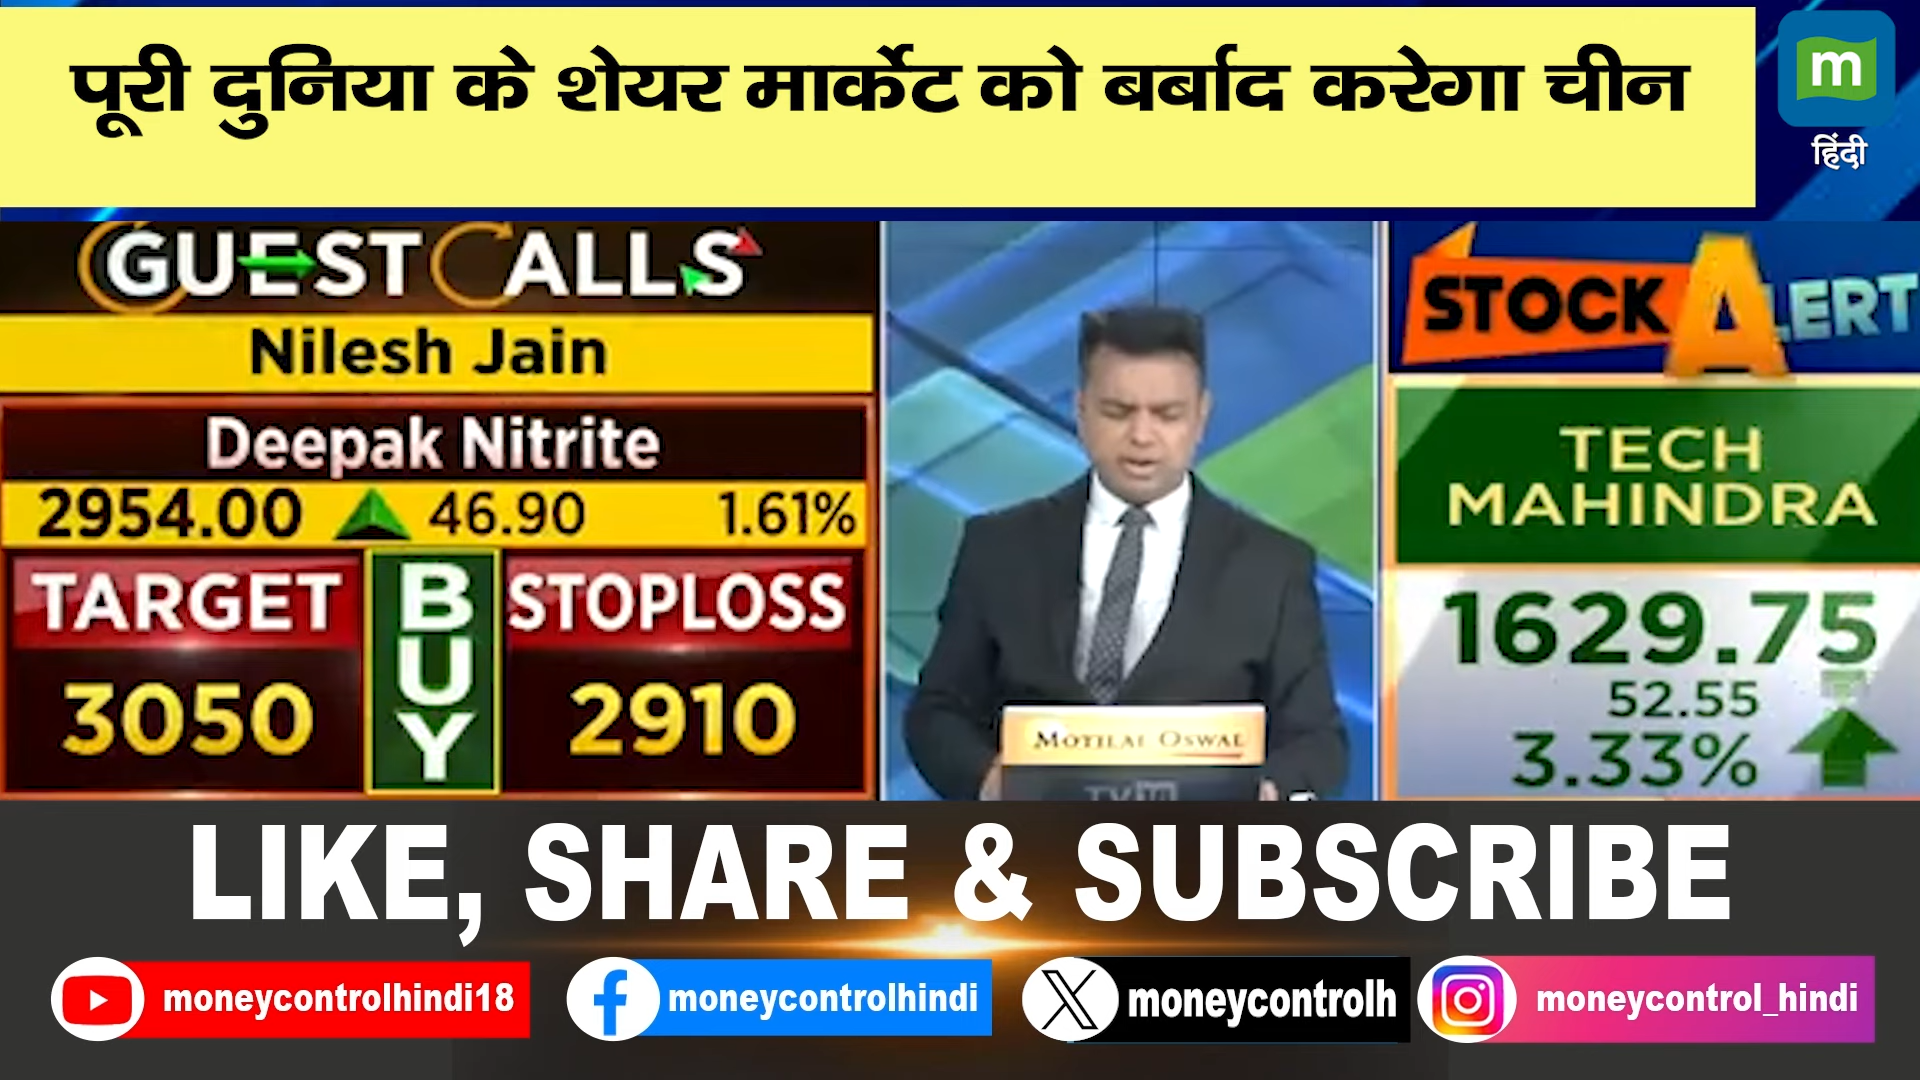 पूरी दुनिया के शेयर मार्केट को बर्बाद करेगा चीन
m
हिंदी
GUEST CALLS
Nilesh Jain
Deepak Nitrite
2954.00 46.90 1.61%
TARGET
3050
BUY
STOPLOSS
2910
MOTILAL OSWAL
STOCK ALERT
TECH
MAHINDRA
1629.75
52.55
3.33%
LIKE, SHARE & SUBSCRIBE
moneycontrolhindi18
moneycontrolhindi
moneycontrolh
moneycontrol_hindi